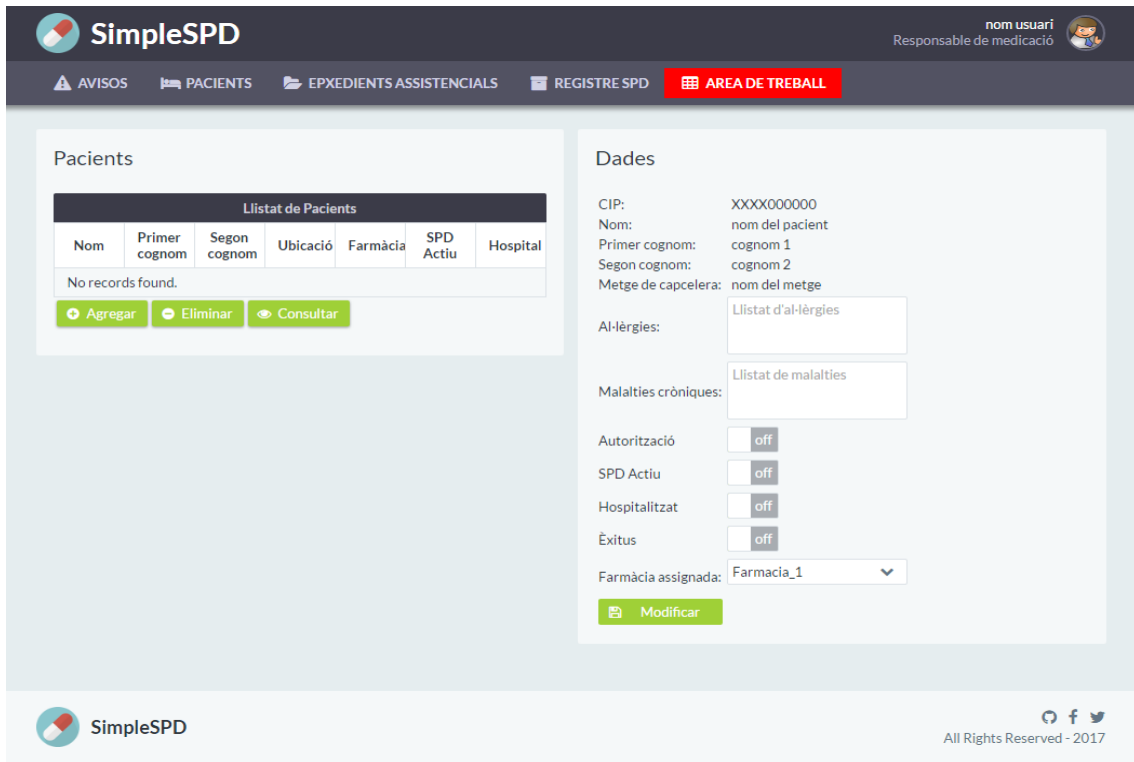 SimpleSPD
nom usuari
Responsable de medicació
AVISOS
PACIENTS
EPXEDIENTS ASSISTENCIALS
REGISTRE SPD
AREA DE TREBALL
Pacients
Llistat de Pacients
Nom
Primer cognom
Segon cognom
Ubicació
Farmàcia
SPD Actiu
Hospital
No records found.
Agregar
Eliminar
Consultar
Dades
CIP: XXXX000000
Nom: nom del pacient
Primer cognom: cognom 1
Segon cognom: cognom 2
Metge de capcelera: nom del metge
Al·lèrgies: Llistat d'al·lèrgies
Malalties cròniques: Llistat de malalties
Autorització off
SPD Actiu off
Hospitalitzat off
Èxitus off
Farmàcia assignada: Farmacia_1
Modificar
SimpleSPD
All Rights Reserved - 2017